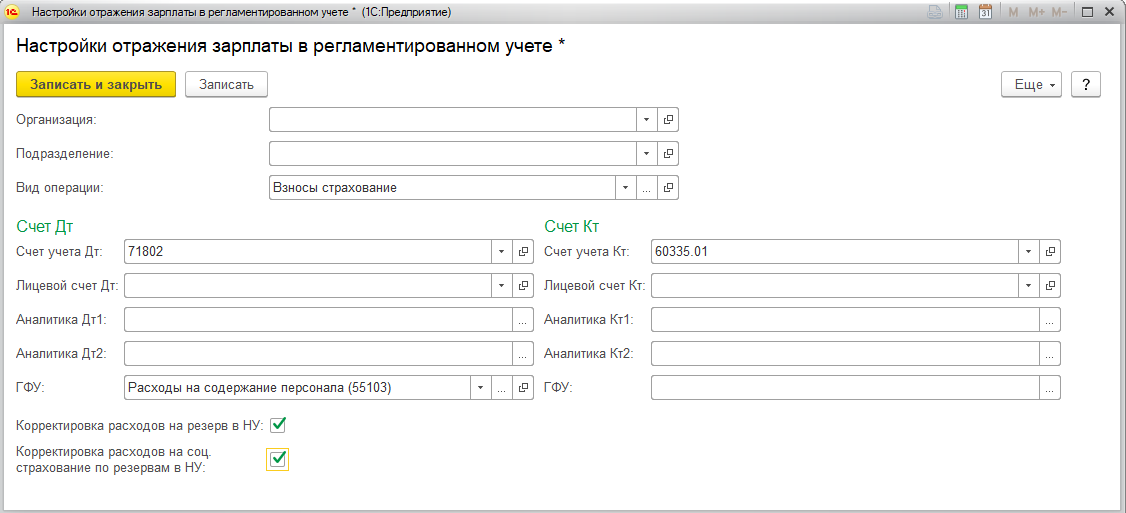 1С Настройки отражения зарплаты в регламентированном учете * (1С:Предприятие) 31 M M+ M-
Настройки отражения зарплаты в регламентированном учете *
Записать и закрыть Записать Еще ?
Организация:
Подразделение:
Вид операции: Взносы страхование ...
Счет Дт Счет Кт
Счет учета Дт: 71802 Счет учета Кт: 60335.01
Лицевой счет Дт: Лицевой счет Кт:
Аналитика Дт1: ... Аналитика Кт1: ...
Аналитика Дт2: ... Аналитика Кт2: ...
ГФУ: Расходы на содержание персонала (55103) ... ГФУ: ...
Корректировка расходов на резерв в НУ:
Корректировка расходов на соц.
страхование по резервам в НУ: